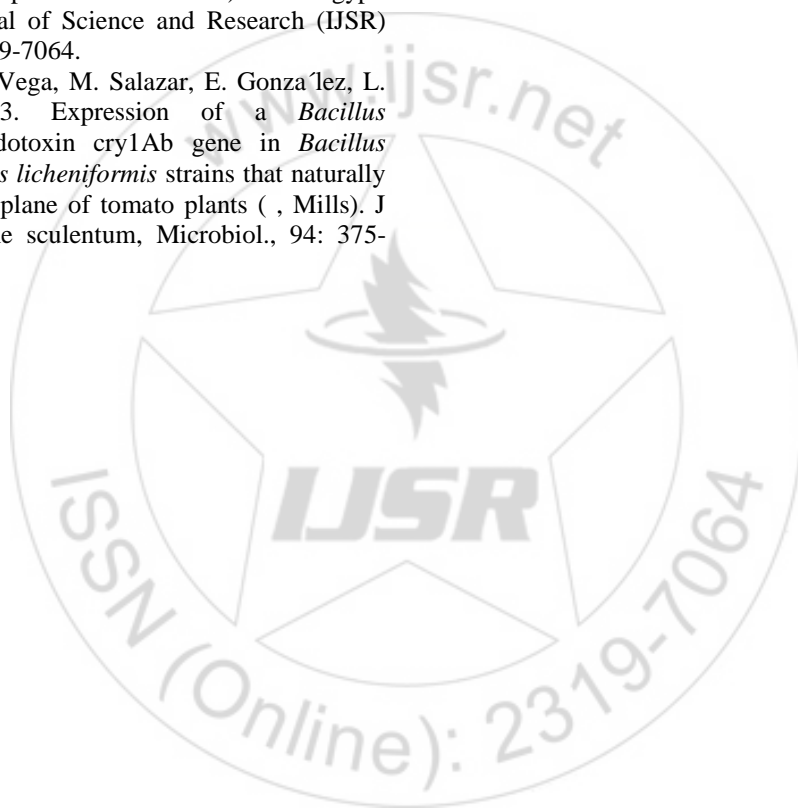 al of Science and Research (IJSR)
9-7064.
Vega, M. Salazar, E. Gonza´lez, L.
3. Expression of a Bacillus
dotoxin cry1Ab gene in Bacillus
s licheniformis strains that naturally
plane of tomato plants ( , Mills). J
e sculentum, Microbiol., 94: 375-
www.ijsr.net
IJSR
ISSN (Online): 2319-7064